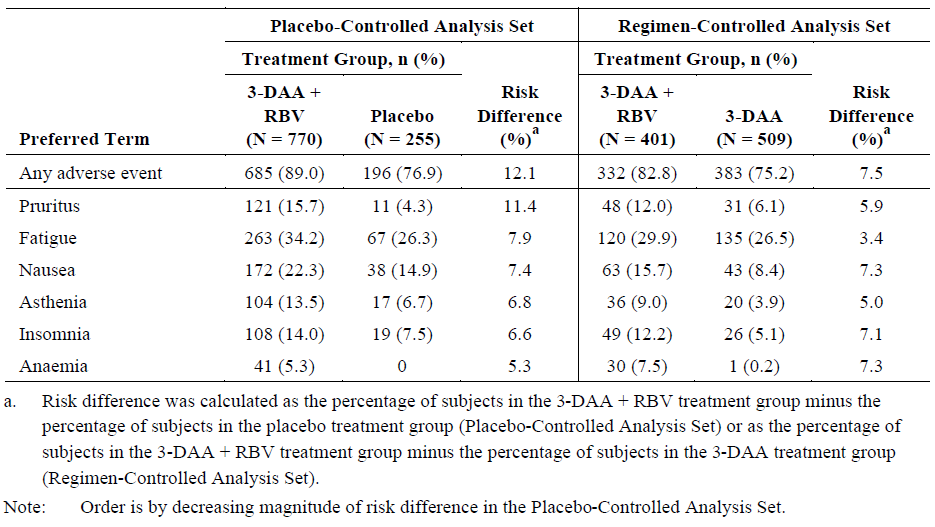 Placebo-Controlled Analysis Set Regimen-Controlled Analysis Set
Treatment Group, n (%) Treatment Group, n (%)
Preferred Term 3-DAA + RBV (N = 770) Placebo (N = 255) Risk Difference (%)a 3-DAA + RBV (N = 401) 3-DAA (N = 509) Risk Difference (%)a
Any adverse event 685 (89.0) 196 (76.9) 12.1 332 (82.8) 383 (75.2) 7.5
Pruritus 121 (15.7) 11 (4.3) 11.4 48 (12.0) 31 (6.1) 5.9
Fatigue 263 (34.2) 67 (26.3) 7.9 120 (29.9) 135 (26.5) 3.4
Nausea 172 (22.3) 38 (14.9) 7.4 63 (15.7) 43 (8.4) 7.3
Asthenia 104 (13.5) 17 (6.7) 6.8 36 (9.0) 20 (3.9) 5.0
Insomnia 108 (14.0) 19 (7.5) 6.6 49 (12.2) 26 (5.1) 7.1
Anaemia 41 (5.3) 0 5.3 30 (7.5) 1 (0.2) 7.3
a. Risk difference was calculated as the percentage of subjects in the 3-DAA + RBV treatment group minus the
percentage of subjects in the placebo treatment group (Placebo-Controlled Analysis Set) or as the percentage of
subjects in the 3-DAA + RBV treatment group minus the percentage of subjects in the 3-DAA treatment group
(Regimen-Controlled Analysis Set).
Note: Order is by decreasing magnitude of risk difference in the Placebo-Controlled Analysis Set.